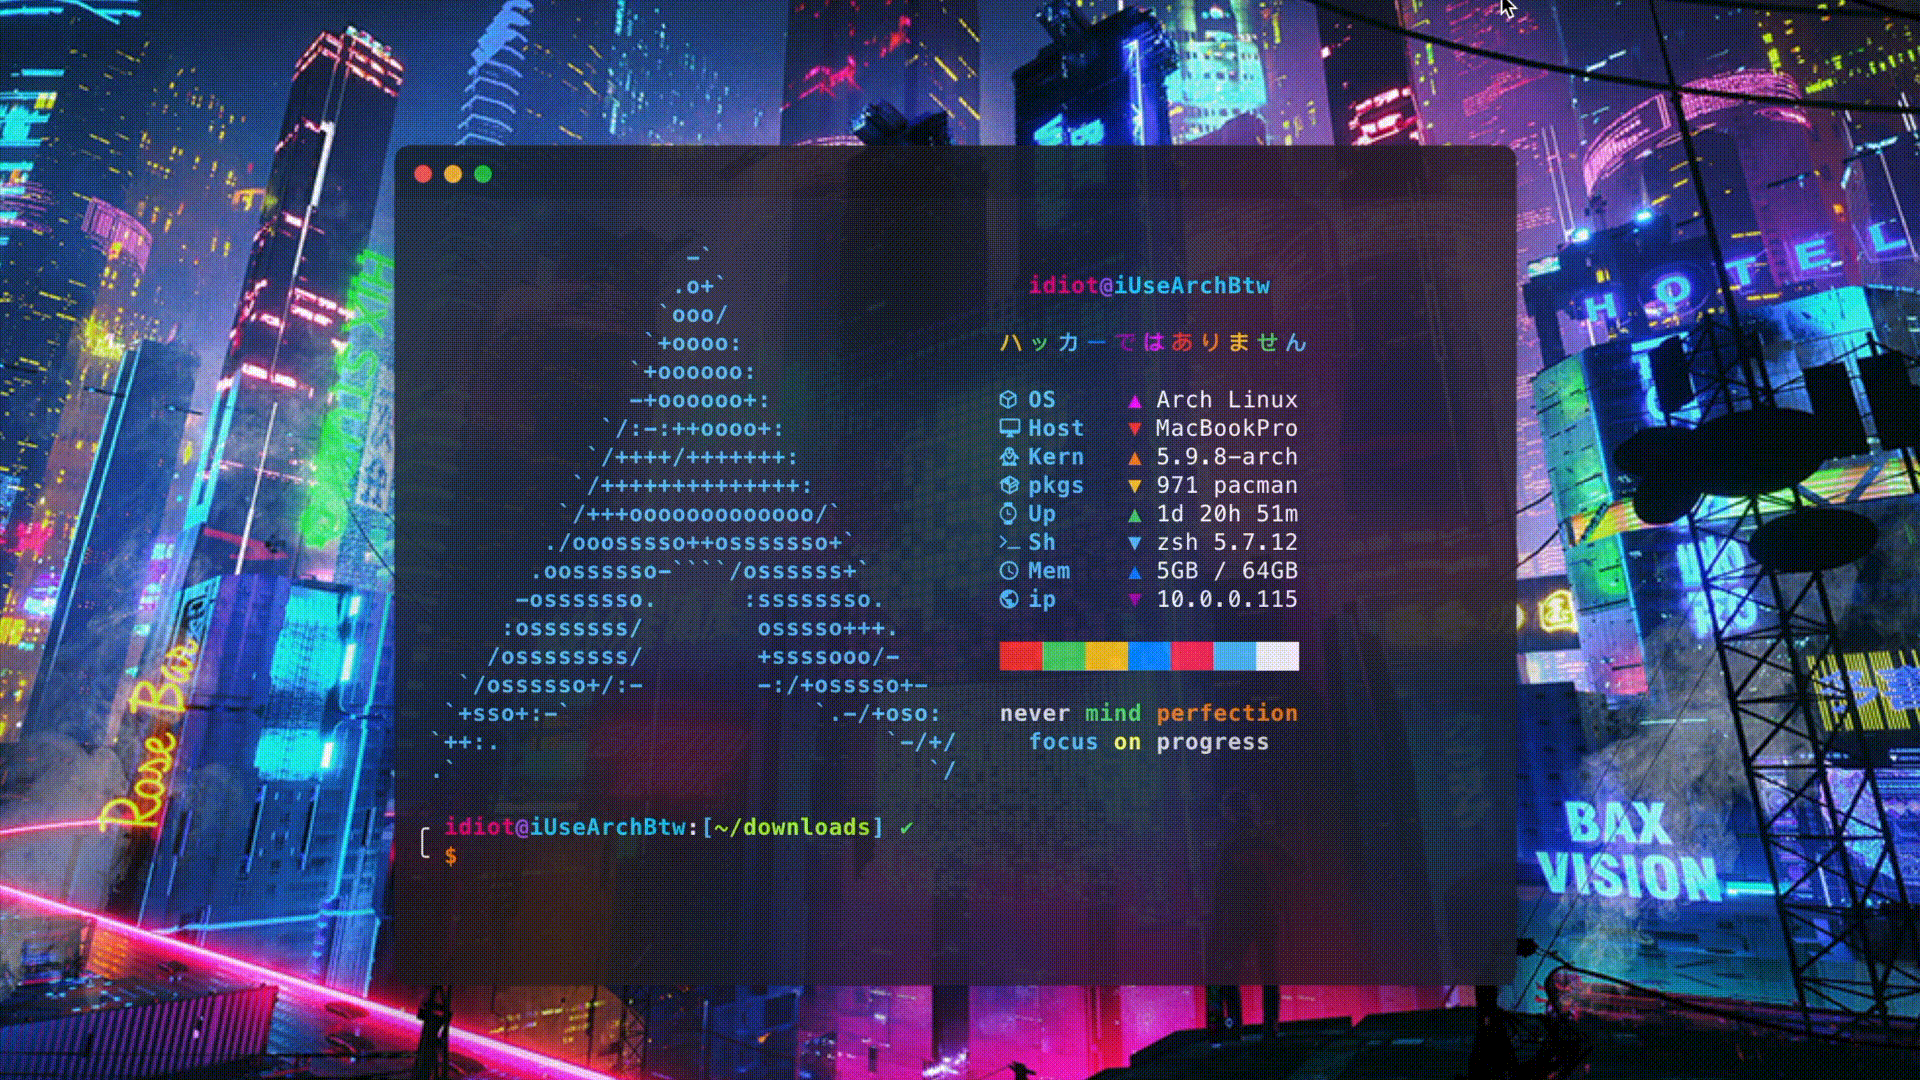 idiot@iUseArchBtw
ハッカーではありません
OS ▲ Arch Linux
Host ▼ MacBookPro
Kern ▲ 5.9.8-arch
pkgs ▼ 971 pacman
Up ▲ 1d 20h 51m
Sh ▼ zsh 5.7.12
Mem ▲ 5GB / 64GB
ip ▼ 10.0.0.115
never mind perfection
focus on progress
idiot@iUseArchBtw:[~/downloads] ✔
$
HOTEL
Rose Bar
BAX
VISION